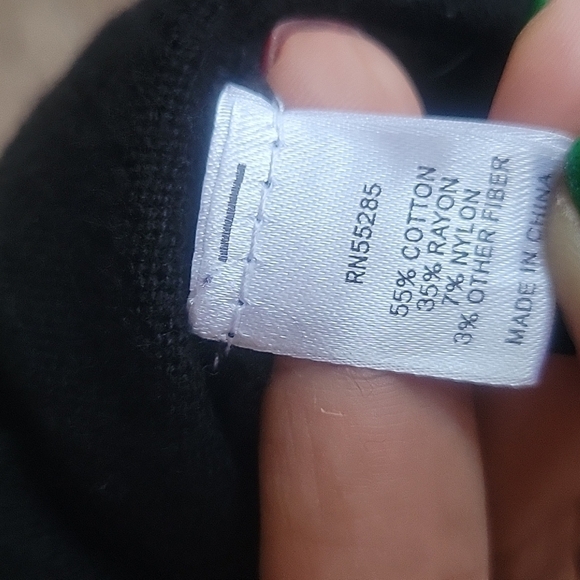 RN55285
55% COTTON
35% RAYON
7% NYLON
3% OTHER FIBER
MADE IN CHINA